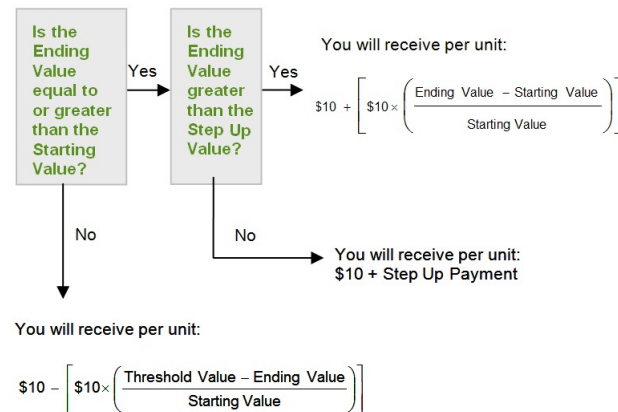 Is the
Ending
Value
equal to
or greater
than the
Starting
Value?
Yes
Is the
Ending
Value
greater
than the
Step Up
Value?
Yes
You will receive per unit:
$10 + [ $10 × ( Ending Value – Starting Value
Starting Value ) ]
No
No
You will receive per unit:
$10 + Step Up Payment
You will receive per unit:
$10 – [ $10× ( Threshold Value – Ending Value
Starting Value ) ]